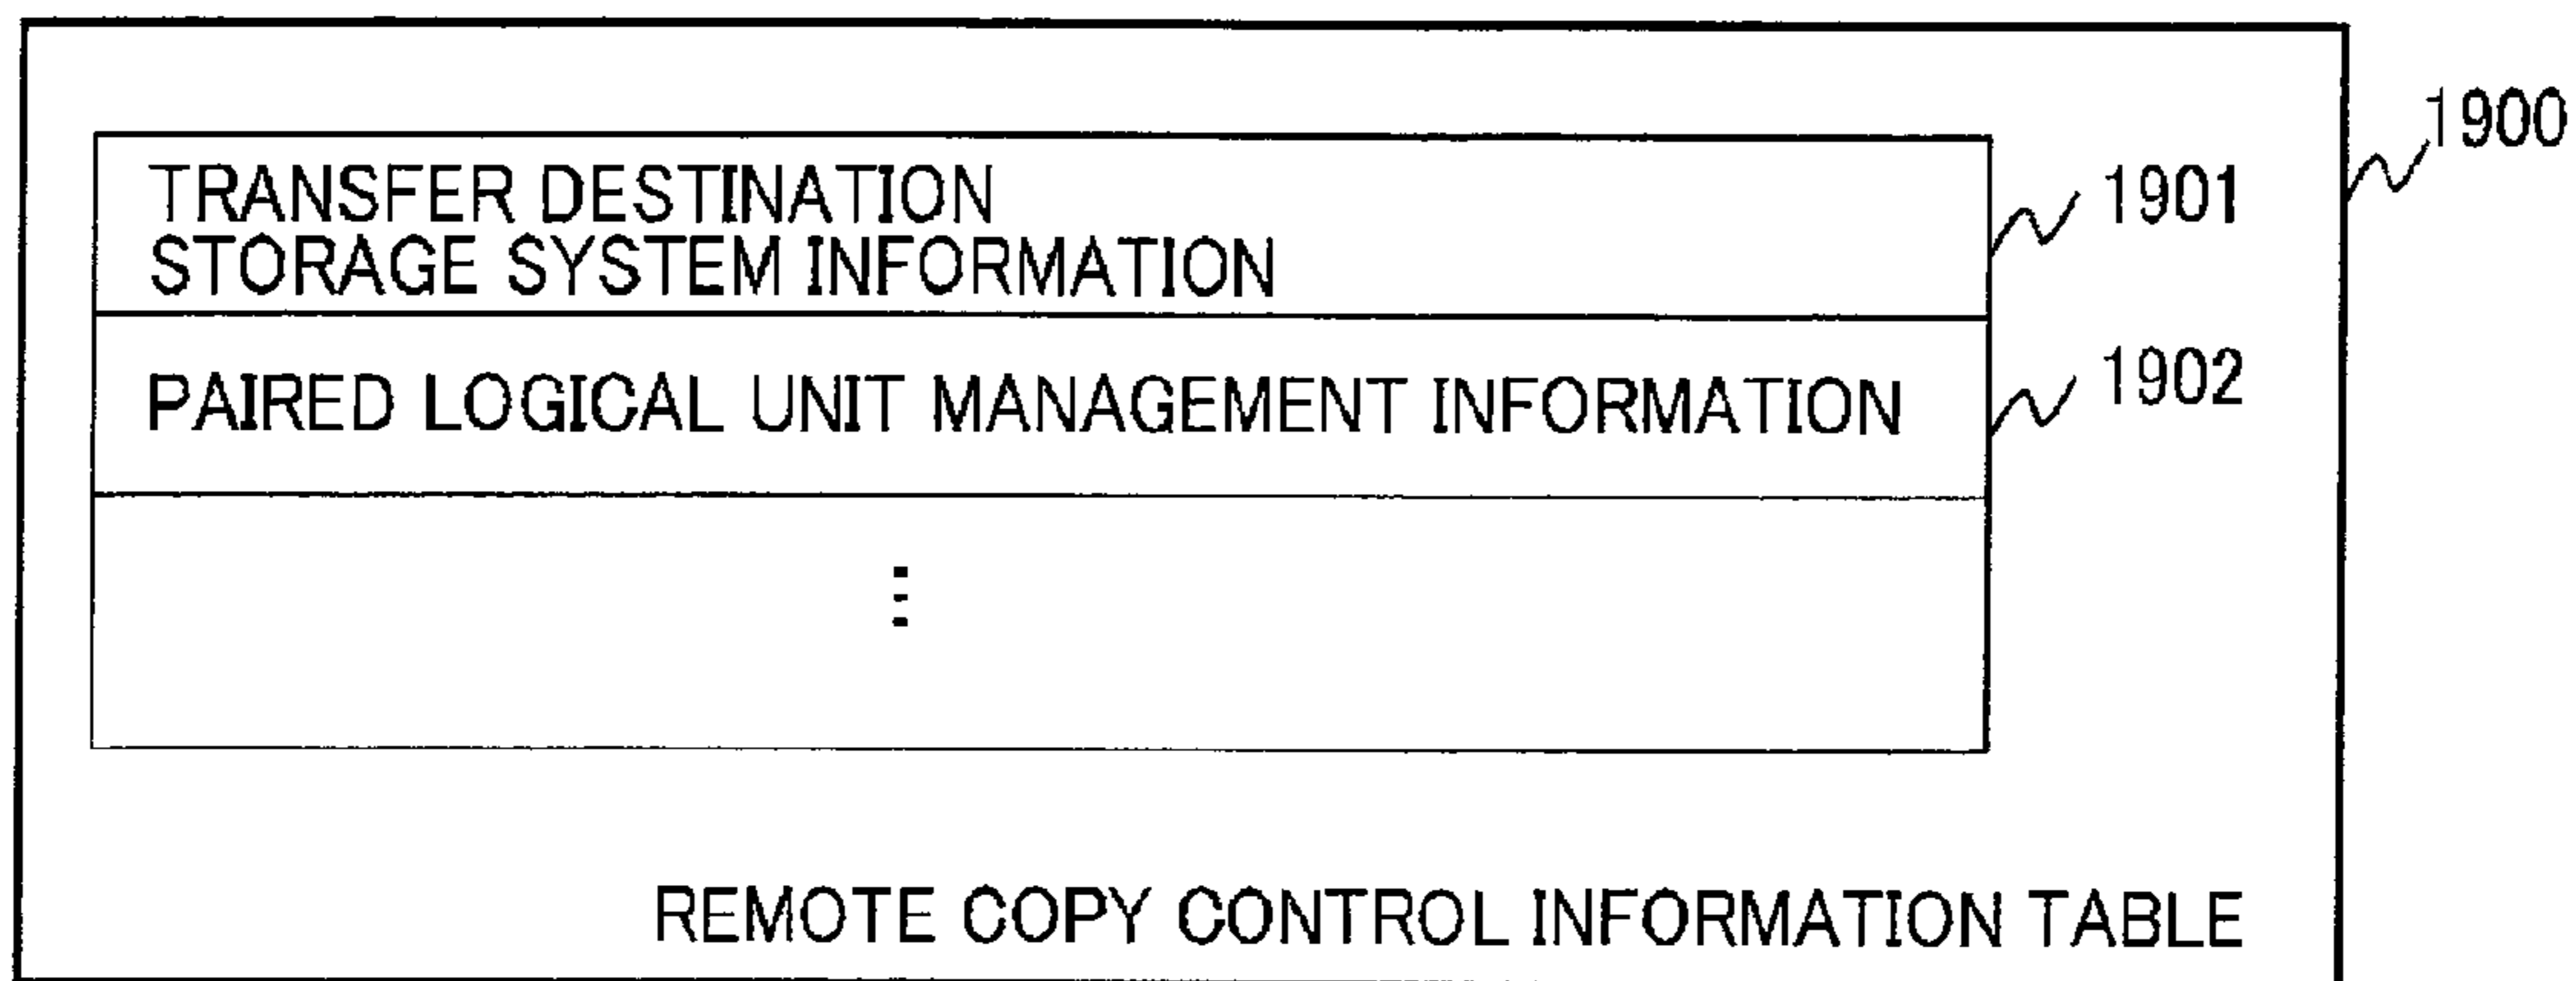 1900
TRANSFER DESTINATION
STORAGE SYSTEM INFORMATION
1901
PAIRED LOGICAL UNIT MANAGEMENT INFORMATION
1902
⋮
REMOTE COPY CONTROL INFORMATION TABLE